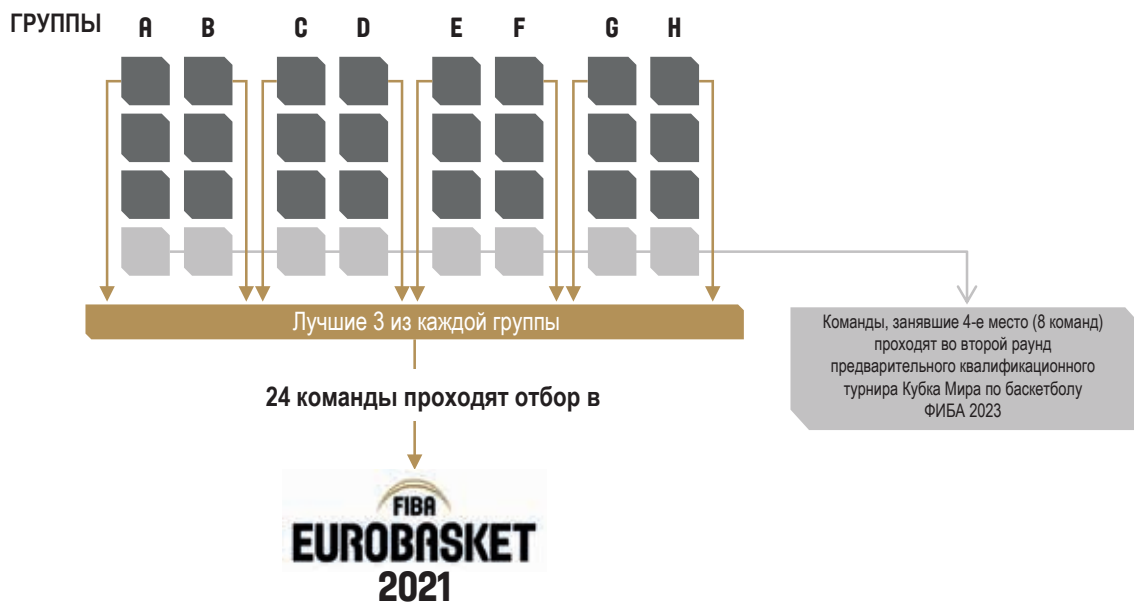 ГРУППЫ A B C D E F G H
Лучшие 3 из каждой группы
Команды, занявшие 4-е место (8 команд)
проходят во второй раунд
предварительного квалификационного
турнира Кубка Мира по баскетболу
ФИБА 2023
24 команды проходят отбор в
FIBA
EUROBASKET
2021